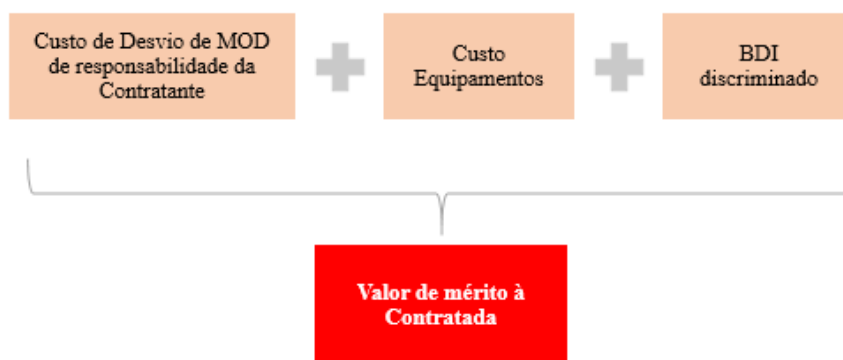 Custo de Desvio de MOD
de responsabilidade da
Contratante
Custo
Equipamentos
BDI
discriminado
Valor de mérito à
Contratada